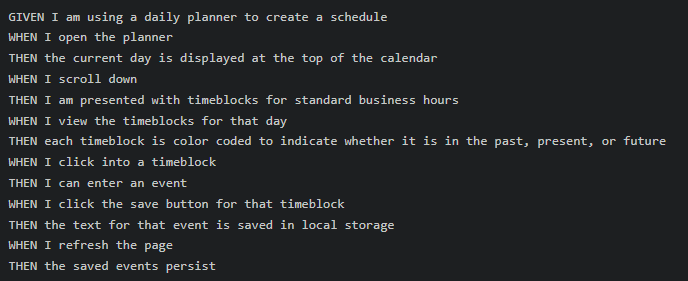 GIVEN I am using a daily planner to create a schedule
WHEN I open the planner
THEN the current day is displayed at the top of the calendar
WHEN I scroll down
THEN I am presented with timeblocks for standard business hours
WHEN I view the timeblocks for that day
THEN each timeblock is color coded to indicate whether it is in the past, present, or future
WHEN I click into a timeblock
THEN I can enter an event
WHEN I click the save button for that timeblock
THEN the text for that event is saved in local storage
WHEN I refresh the page
THEN the saved events persist